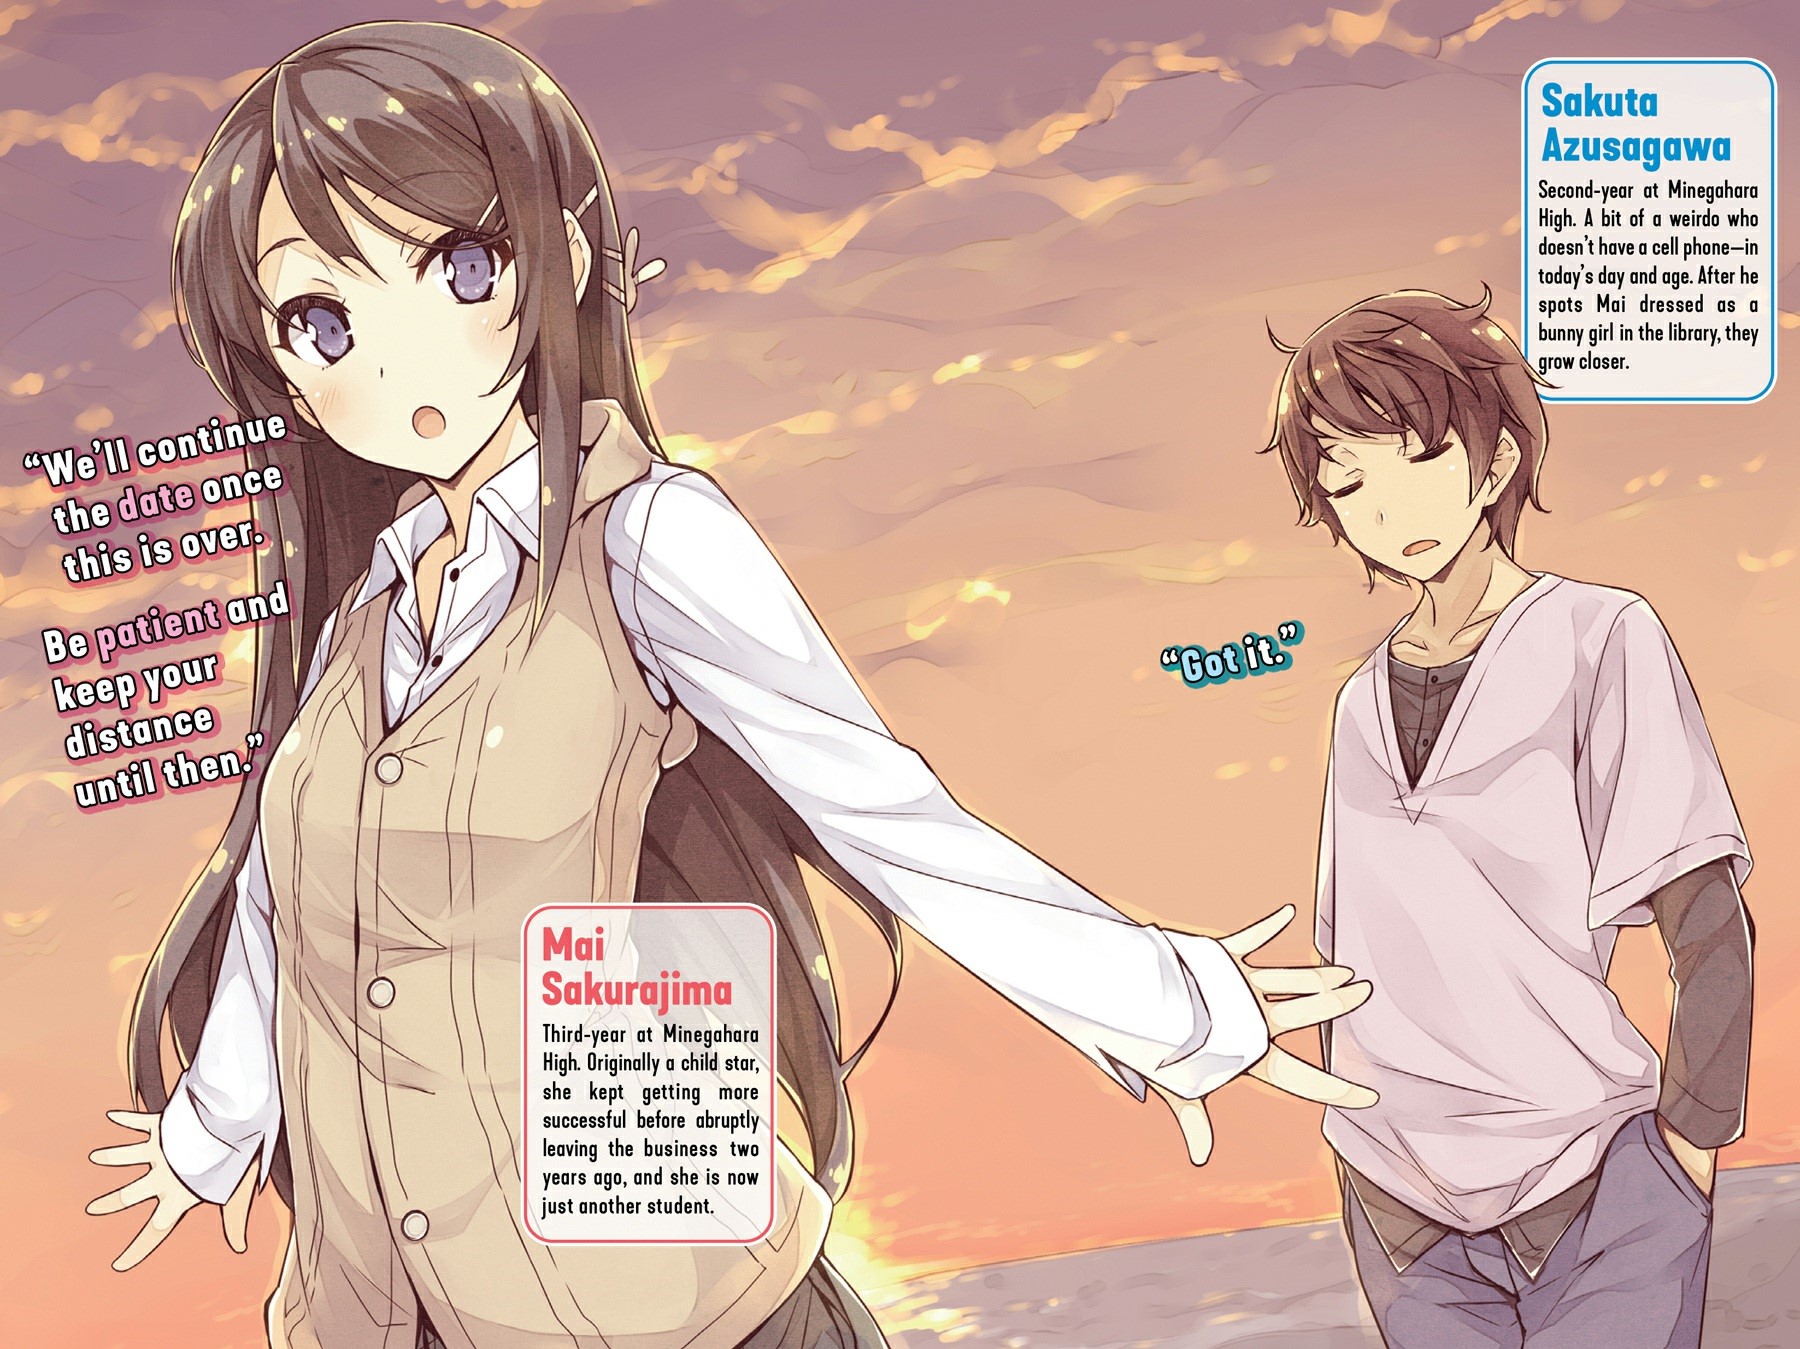 “We’ll continue
the date once
this is over.
Be patient and
keep your
distance
until then.”
Mai
Sakurajima
Third-year at Minegahara
High. Originally a child star,
she kept getting more
successful before abruptly
leaving the business two
years ago, and she is now
just another student.
“Got it.”
Sakuta
Azusagawa
Second-year at Minegahara
High. A bit of a weirdo who
doesn’t have a cell phone—in
today’s day and age. After he
spots Mai dressed as a
bunny girl in the library, they
grow closer.